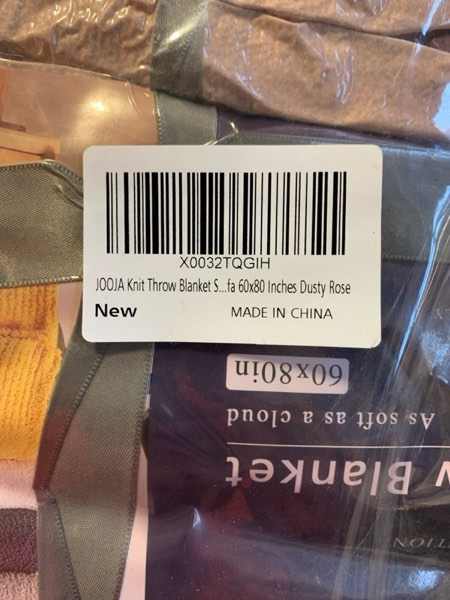 X0032TQGIH
JOOJA Knit Throw Blanket S...fa 60x80 Inches Dusty Rose
New
MADE IN CHINA
60x80in
As soft as a cloud
Blanket